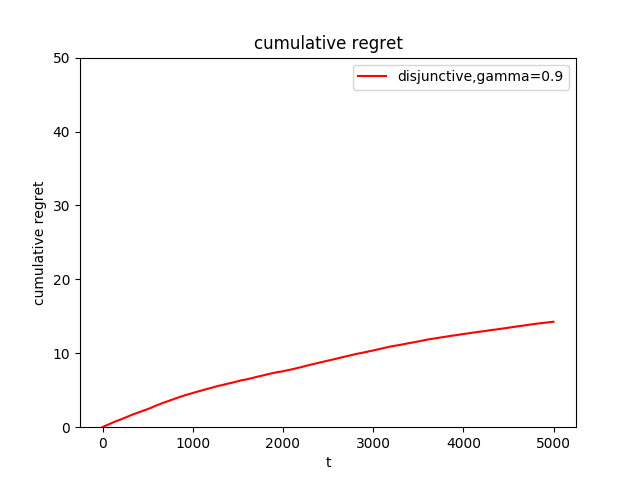 cumulative regret
disjunctive,gamma=0.9
cumulative regret
50
40
30
20
10
0
0 1000 2000 3000 4000 5000
t